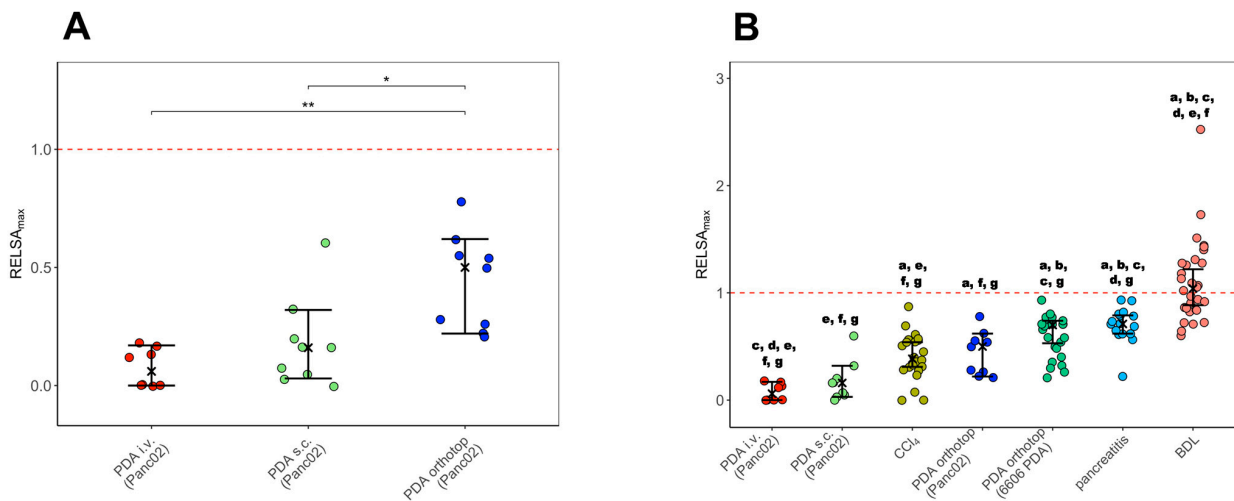 A
**
*
1.0
0.5
0.0
RELSAmax
PDA i.v.
(Panc02)
PDA s.c.
(Panc02)
PDA orthotop
(Panc02)
B
3
2
1
0
RELSAmax
c, d, e,
f, g
e, f, g
a, e,
f, g
a, f, g
a, b,
c, g
a, b, c,
d, g
a, b, c,
d, e, f
PDA i.v.
(Panc02)
PDA s.c.
(Panc02)
CCl₄
PDA orthotop
(Panc02)
PDA orthotop
(6606 PDA)
pancreatitis
BDL